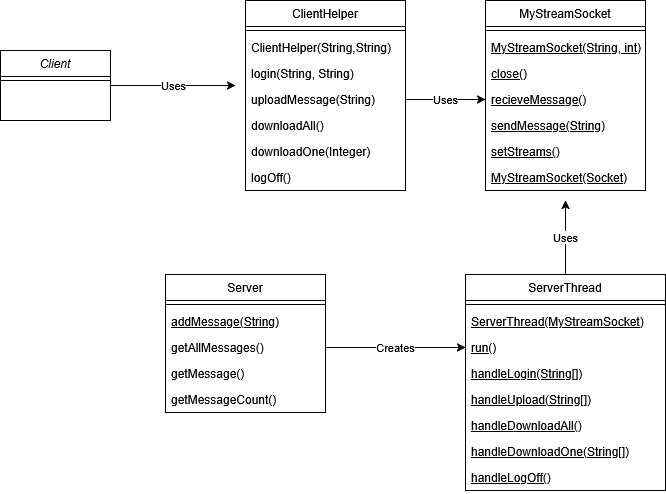 Client
Uses
ClientHelper
ClientHelper(String,String)
login(String, String)
uploadMessage(String)
downloadAll()
downloadOne(Integer)
logOff()
Uses
MyStreamSocket
MyStreamSocket(String, int)
close()
recieveMessage()
sendMessage(String)
setStreams()
MyStreamSocket(Socket)
Uses
Server
addMessage(String)
getAllMessages()
getMessage()
getMessageCount()
Creates
ServerThread
ServerThread(MyStreamSocket)
run()
handleLogin(String[])
handleUpload(String[])
handleDownloadAll()
handleDownloadOne(String[])
handleLogOff()